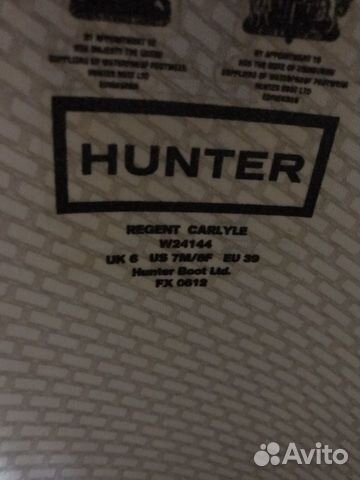 BY APPOINTMENT TO
HER MAJESTY THE QUEEN
SUPPLIERS OF WATERPROOF FOOTWEAR
HUNTER BOOT LTD
EDINBURGH
BY APPOINTMENT TO
HRH THE DUKE OF EDINBURGH
SUPPLIERS OF WATERPROOF FOOTWEAR
HUNTER BOOT LTD
EDINBURGH
HUNTER
REGENT CARLYLE
W24144
UK 6 US 7M/8F EU 39
Hunter Boot Ltd.
FX 0612
Avito